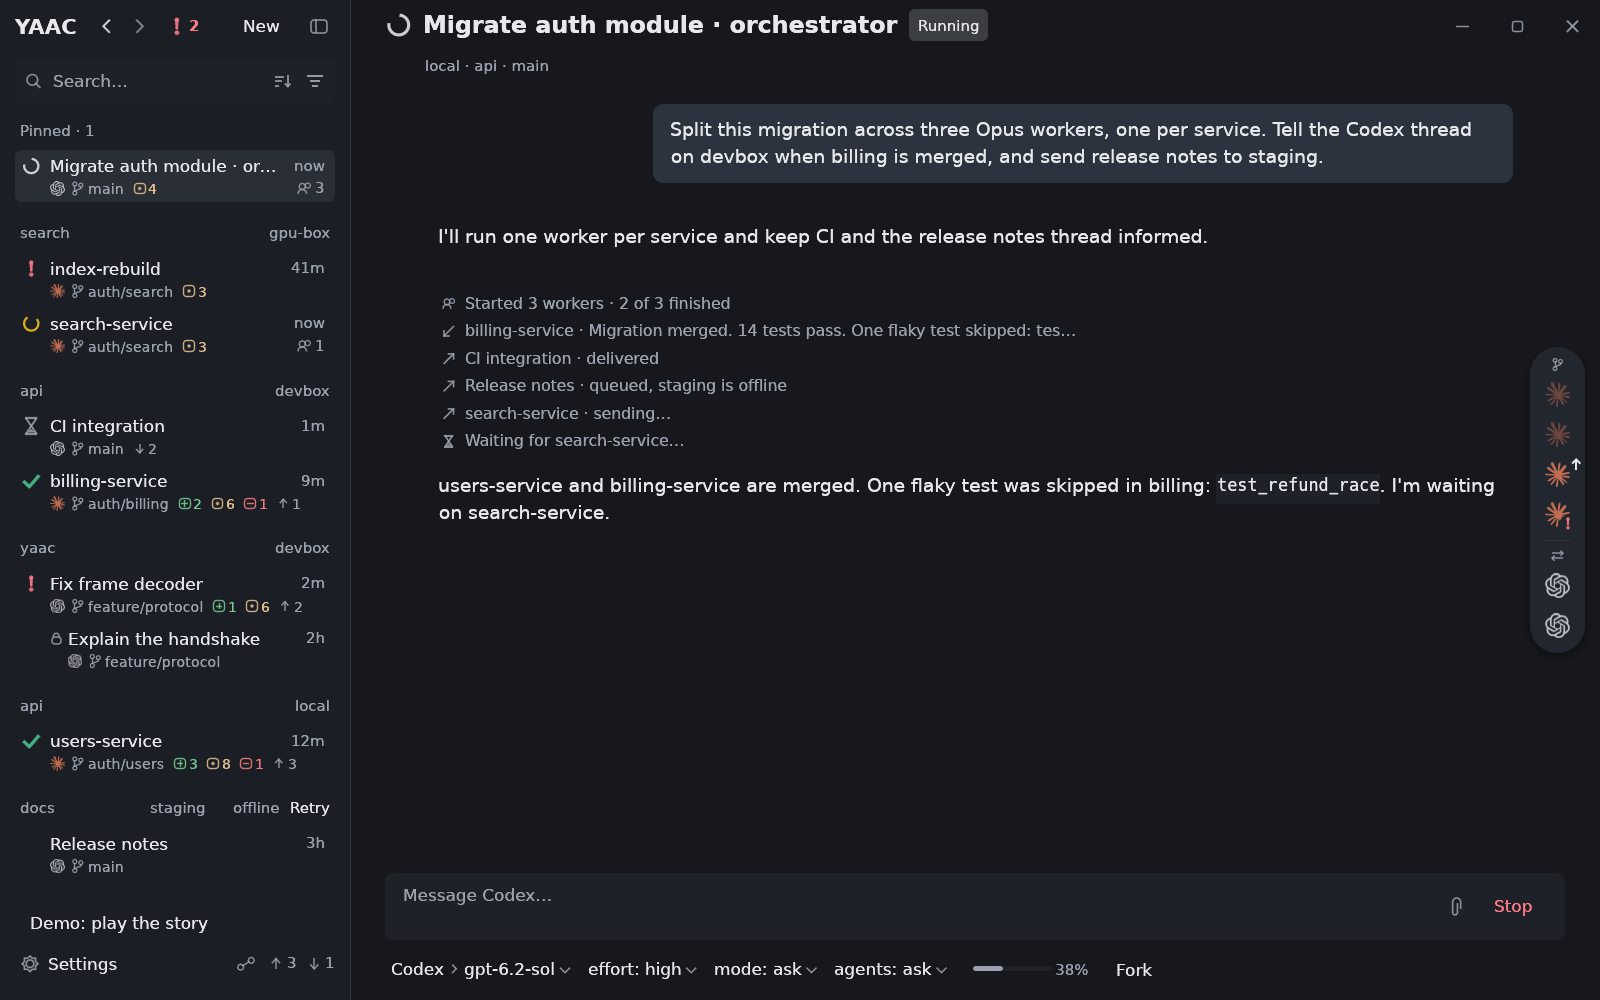 YAAC
2
New
Search...
Pinned · 1
Migrate auth module · or... now
main 4 3
search gpu-box
index-rebuild 41m
auth/search 3
search-service now
auth/search 3 1
api devbox
CI integration 1m
main ↓2
billing-service 9m
auth/billing 2 6 1 ↑1
yaac devbox
Fix frame decoder 2m
feature/protocol 1 6 ↑2
Explain the handshake 2h
feature/protocol
api local
users-service 12m
auth/users 3 8 1 ↑3
docs staging offline Retry
Release notes 3h
main
Demo: play the story
Settings ↑3 ↓1
Migrate auth module · orchestrator Running
local · api · main
Split this migration across three Opus workers, one per service. Tell the Codex thread
on devbox when billing is merged, and send release notes to staging.
I'll run one worker per service and keep CI and the release notes thread informed.
Started 3 workers · 2 of 3 finished
billing-service · Migration merged. 14 tests pass. One flaky test skipped: tes...
CI integration · delivered
Release notes · queued, staging is offline
search-service · sending...
Waiting for search-service...
users-service and billing-service are merged. One flaky test was skipped in billing: test_refund_race. I'm waiting
on search-service.
Message Codex...
Stop
Codex > gpt-6.2-sol effort: high mode: ask agents: ask 38% Fork